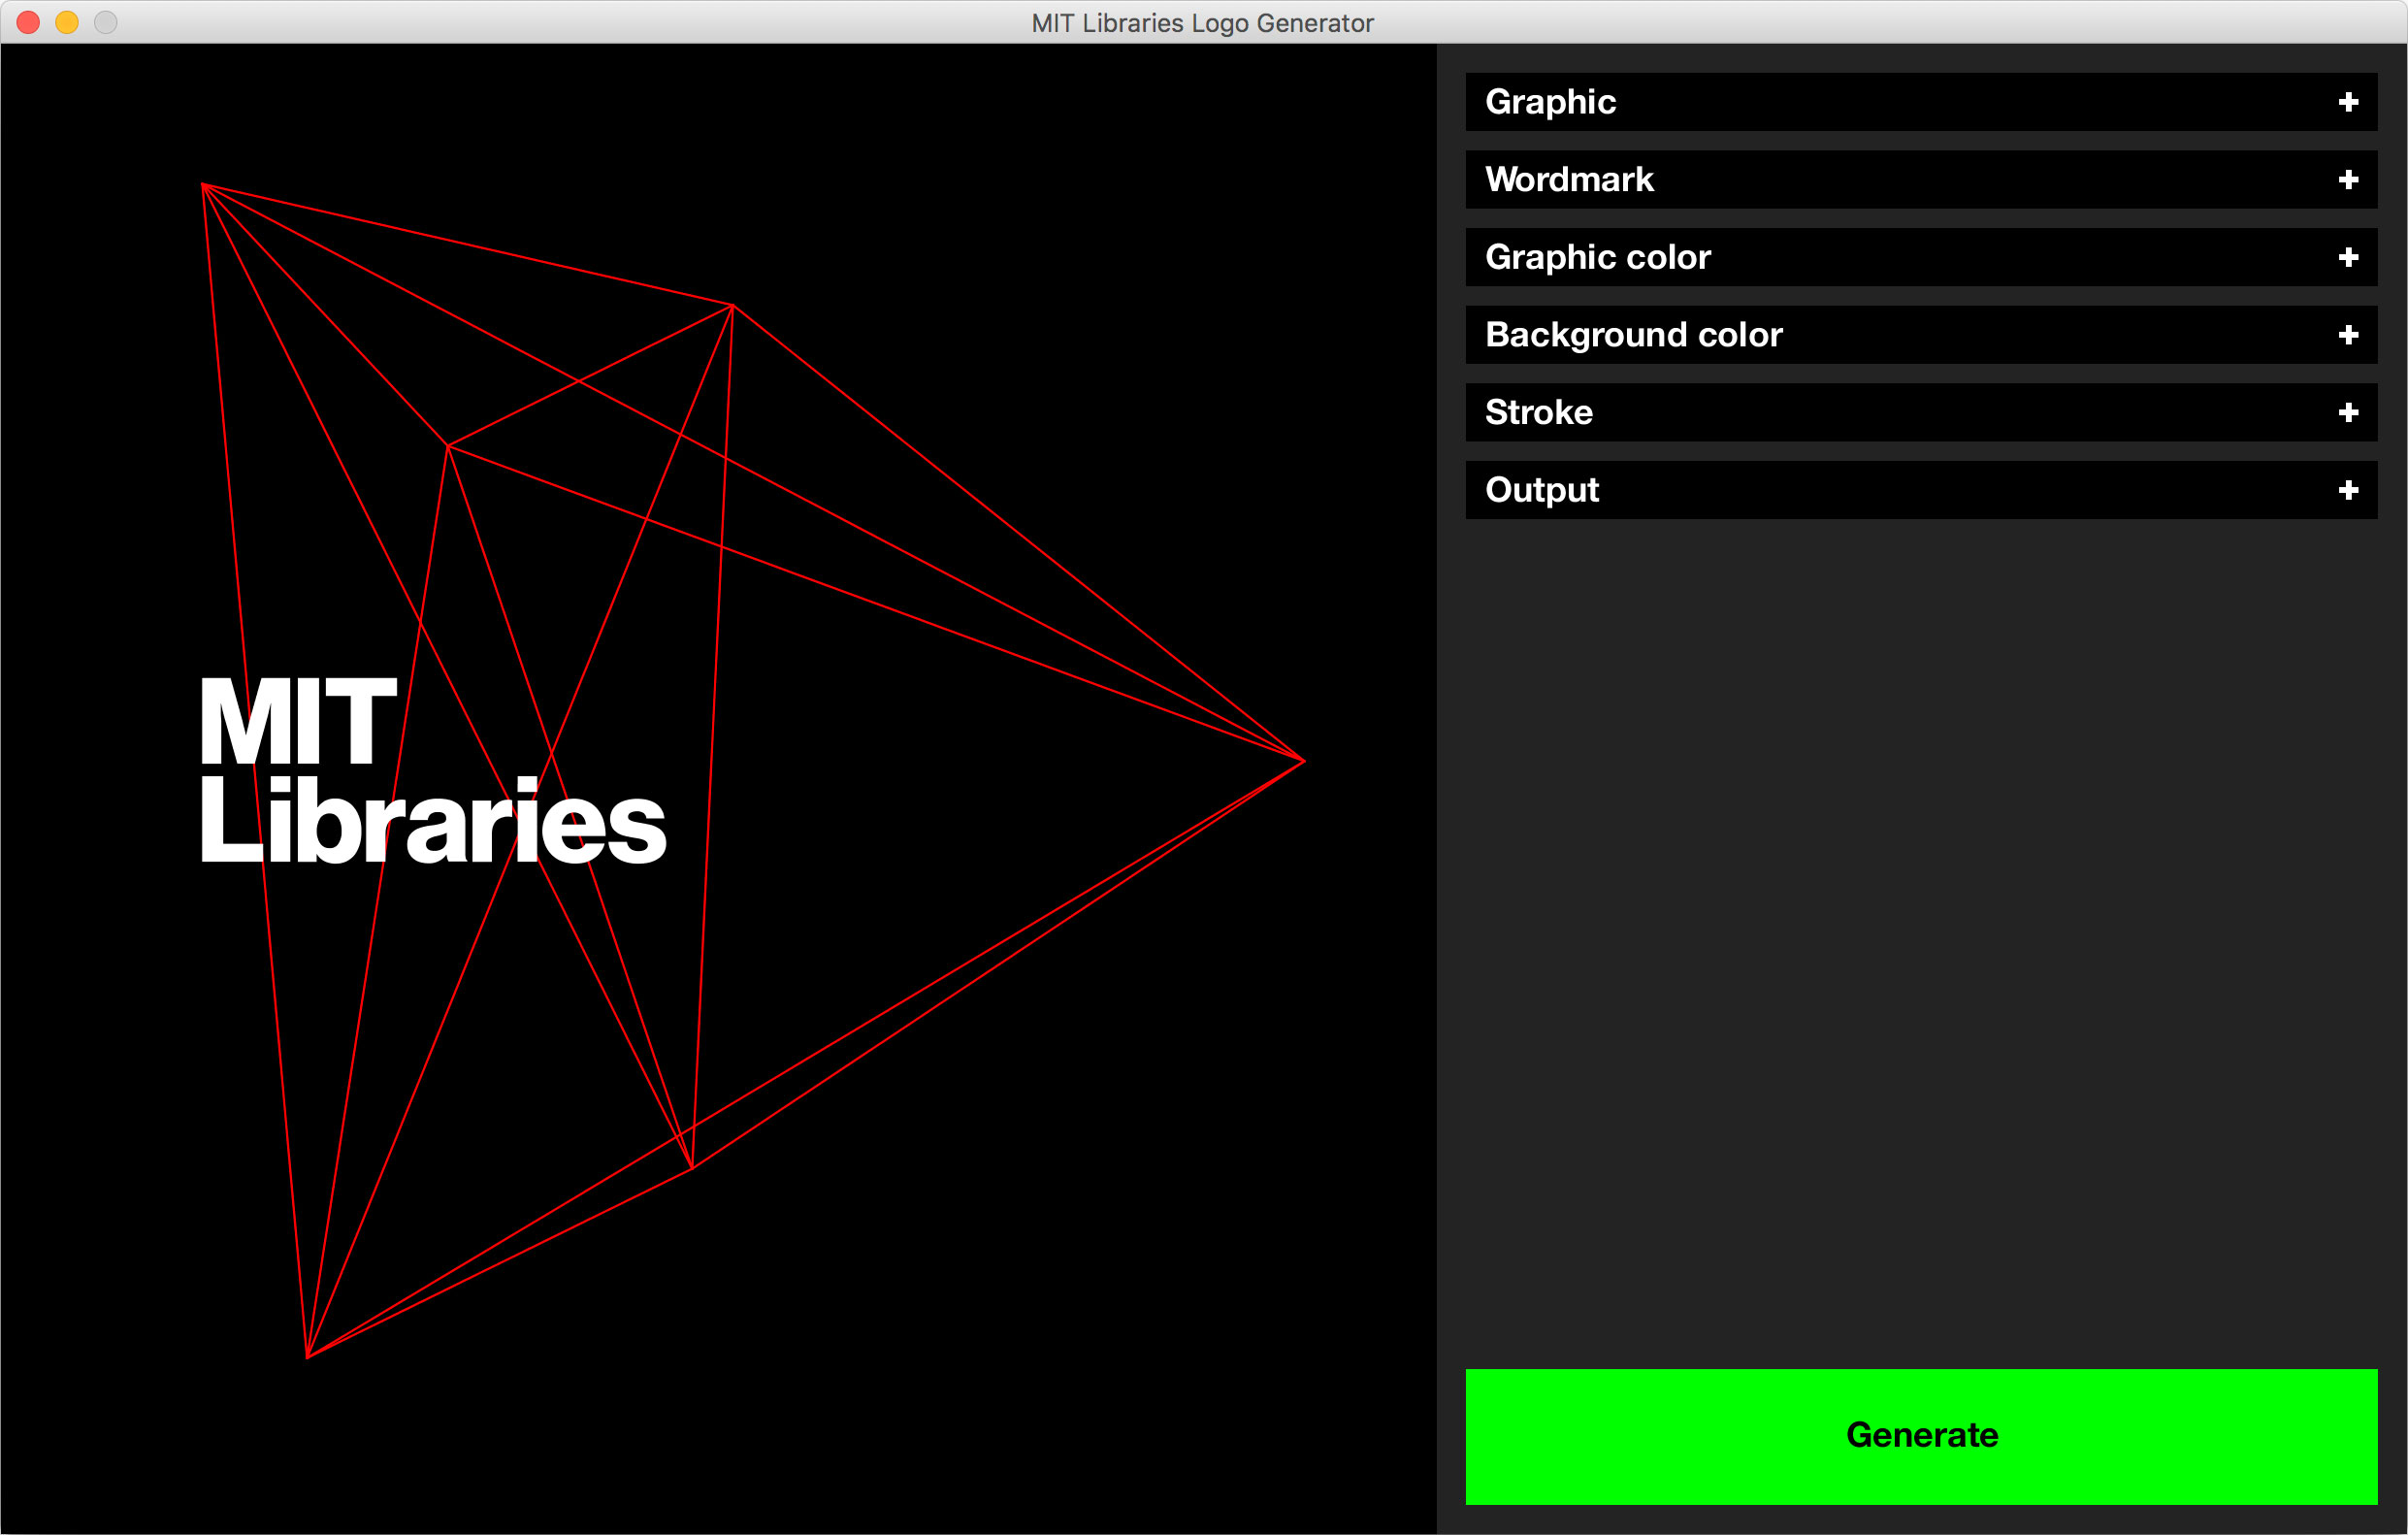 MIT Libraries Logo Generator
MIT
Libraries
Graphic +
Wordmark +
Graphic color +
Background color +
Stroke +
Output +
Generate